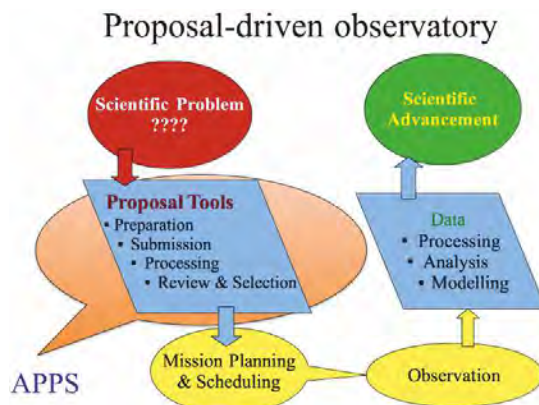 Proposal-driven observatory
Scientific Problem
????
Proposal Tools
▪ Preparation
▪ Submission
▪ Processing
▪ Review & Selection
Mission Planning
& Scheduling
APPS
Scientific
Advancement
Data
▪ Processing
▪ Analysis
▪ Modelling
Observation